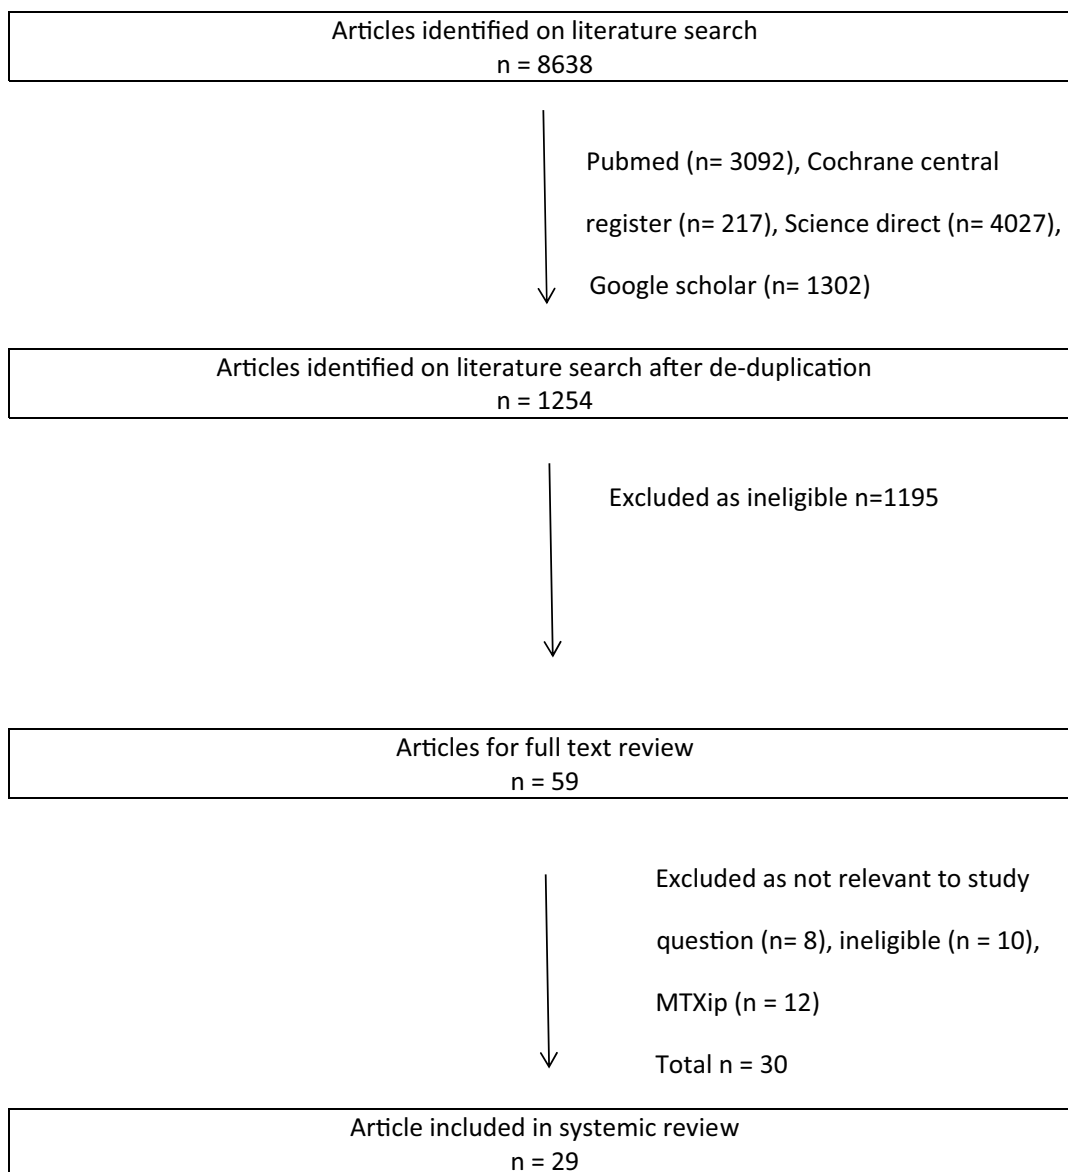 Articles identified on literature search
n = 8638
Pubmed (n= 3092), Cochrane central
register (n= 217), Science direct (n= 4027),
Google scholar (n= 1302)
Articles identified on literature search after de-duplication
n = 1254
Excluded as ineligible n=1195
Articles for full text review
n = 59
Excluded as not relevant to study
question (n= 8), ineligible (n = 10),
MTXip (n = 12)
Total n = 30
Article included in systemic review
n = 29